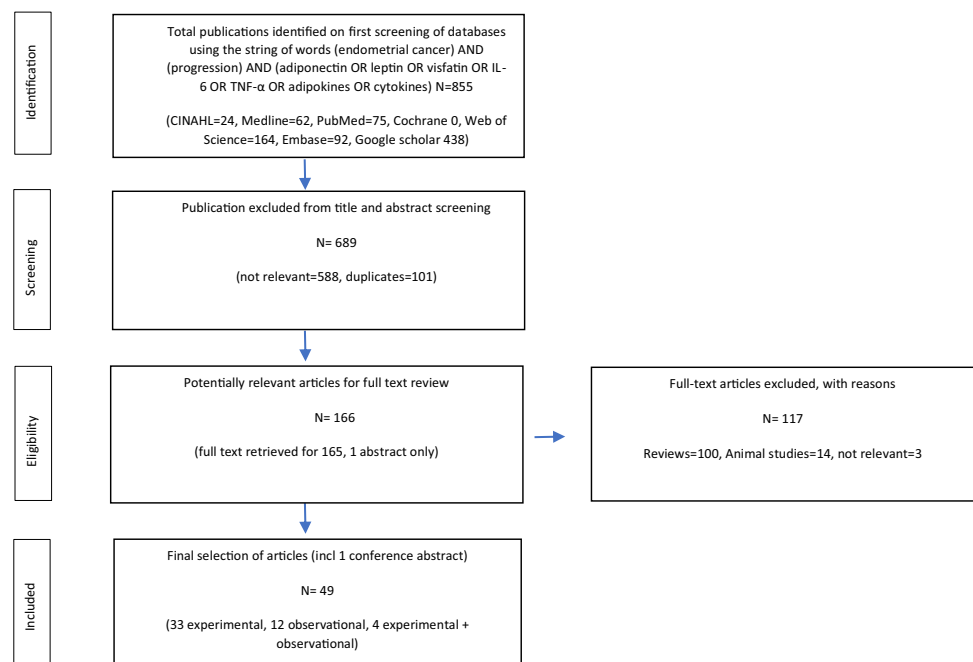 Identification
Total publications identified on first screening of databases
using the string of words (endometrial cancer) AND
(progression) AND (adiponectin OR leptin OR visfatin OR IL-
6 OR TNF-α OR adipokines OR cytokines) N=855
(CINAHL=24, Medline=62, PubMed=75, Cochrane 0, Web of
Science=164, Embase=92, Google scholar 438)
Screening
Publication excluded from title and abstract screening
N= 689
(not relevant=588, duplicates=101)
Eligibility
Potentially relevant articles for full text review
N= 166
(full text retrieved for 165, 1 abstract only)
Full-text articles excluded, with reasons
N= 117
Reviews=100, Animal studies=14, not relevant=3
Included
Final selection of articles (incl 1 conference abstract)
N= 49
(33 experimental, 12 observational, 4 experimental +
observational)